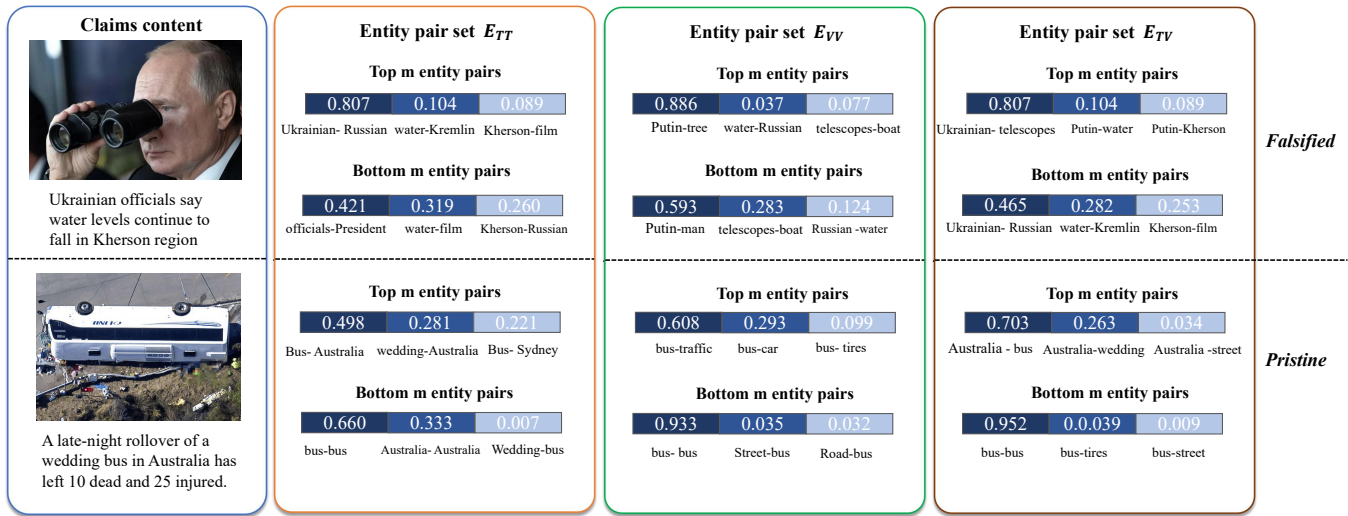 Claims content
Ukrainian officials say
water levels continue to
fall in Kherson region
A late-night rollover of a
wedding bus in Australia has
left 10 dead and 25 injured.
Entity pair set E_TT
Top m entity pairs
0.807 0.104 0.089
Ukrainian- Russian water-Kremlin Kherson-film
Bottom m entity pairs
0.421 0.319 0.260
officials-President water-film Kherson-Russian
Top m entity pairs
0.498 0.281 0.221
Bus- Australia wedding-Australia Bus- Sydney
Bottom m entity pairs
0.660 0.333 0.007
bus-bus Australia- Australia Wedding-bus
Entity pair set E_VV
Top m entity pairs
0.886 0.037 0.077
Putin-tree water-Russian telescopes-boat
Bottom m entity pairs
0.593 0.283 0.124
Putin-man telescopes-boat Russian -water
Top m entity pairs
0.608 0.293 0.099
bus-traffic bus-car bus- tires
Bottom m entity pairs
0.933 0.035 0.032
bus- bus Street-bus Road-bus
Entity pair set E_TV
Top m entity pairs
0.807 0.104 0.089
Ukrainian- telescopes Putin-water Putin-Kherson
Bottom m entity pairs
0.465 0.282 0.253
Ukrainian- Russian water-Kremlin Kherson-film
Top m entity pairs
0.703 0.263 0.034
Australia - bus Australia-wedding Australia -street
Bottom m entity pairs
0.952 0.0.039 0.009
bus-bus bus-tires bus-street
Falsified
Pristine